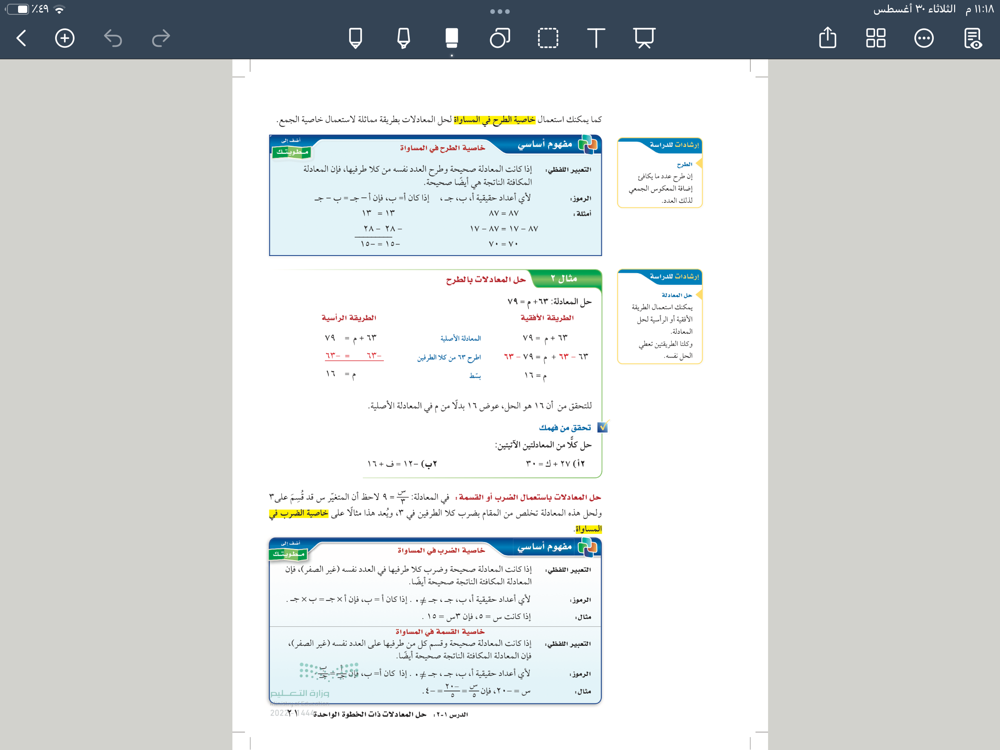 ١١:١٨ م الثلاثاء ٣٠ أغسطس
٪٤٩
كما يمكنك استعمال خاصية الطرح في المساواة لحل المعادلات بطريقة مماثلة لاستعمال خاصية الجمع.
مفهوم أساسي
خاصية الطرح في المساواة
أضف إلى
مـطويتـك
التعبير اللفظي: إذا كانت المعادلة صحيحة وطرح العدد نفسه من كلا طرفيها، فإن المعادلة
المكافئة الناتجة هي أيضًا صحيحة.
الرموز: لأي أعداد حقيقية أ، ب، جـ ، إذا كان أ= ب، فإن أ – جـ = ب – جـ
أمثلة: ٨٧ = ٨٧ ١٣ = ١٣
٨٧ – ١٧ = ٨٧ – ١٧ – ٢٨ – ٢٨
٧٠ = ٧٠ –١٥ = –١٥
إرشادات للدراسة
الطرح
إن طرح عدد ما يكافئ
إضافة المعكوس الجمعي
لذلك العدد.
مثال ٢
حل المعادلات بالطرح
حل المعادلة: ٦٣+ م = ٧٩
الطريقة الأفقية الطريقة الرأسية
٦٣ + م = ٧٩ المعادلة الأصلية ٦٣ + م = ٧٩
٦٣ – ٦٣ + م = ٧٩ – ٦٣ اطرح ٦٣ من كلا الطرفين –٦٣ = –٦٣
م = ١٦ بسّط م = ١٦
للتحقق من أن ١٦ هو الحل، عوض ١٦ بدلًا من م في المعادلة الأصلية.
تحقق من فهمك
حل كلًّا من المعادلتين الآتيتين:
٢أ) ٢٧ + ك = ٣٠ ٢ب) –١٢ = ف + ١٦
إرشادات للدراسة
حل المعادلة
يمكنك استعمال الطريقة
الأفقية أو الرأسية لحل
المعادلة.
وكلتا الطريقتين تعطي
الحل نفسه.
حل المعادلات باستعمال الضرب أو القسمة: في المعادلة: س/٣ = ٩ لاحظ أن المتغيّر س قد قُسِمَ على٣
ولحل هذه المعادلة تخلص من المقام بضرب كلا الطرفين في ٣، ويُعد هذا مثالًا على خاصية الضرب في
المساواة.
مفهوم أساسي
خاصية الضرب في المساواة
أضف إلى
مـطويتـك
التعبير اللفظي: إذا كانت المعادلة صحيحة وضرب كلا طرفيها في العدد نفسه (غير الصفر)، فإن
المعادلة المكافئة الناتجة صحيحة أيضًا.
الرموز: لأي أعداد حقيقية أ، ب، جـ ، جـ ≠ ٠ . إذا كان أ = ب، فإن أ × جـ = ب × جـ .
مثال: إذا كانت س = ٥، فإن ٣س = ١٥ .
خاصية القسمة في المساواة
التعبير اللفظي: إذا كانت المعادلة صحيحة وقسم كل من طرفيها على العدد نفسه (غير الصفر)،
فإن المعادلة المكافئة الناتجة صحيحة أيضًا.
الرموز: لأي أعداد حقيقية أ، ب، جـ ، جـ ≠ ٠ . إذا كان أ= ب، فإن أ/جـ = ب/جـ .
مثال: س = –٢٠، فإن س/٥ = –٢٠/٥ = –٤ .
وزارة التعـليم
Ministry of Education
2022 - 1444
الدرس ١-٢: حل المعادلات ذات الخطوة الواحدة ٢١